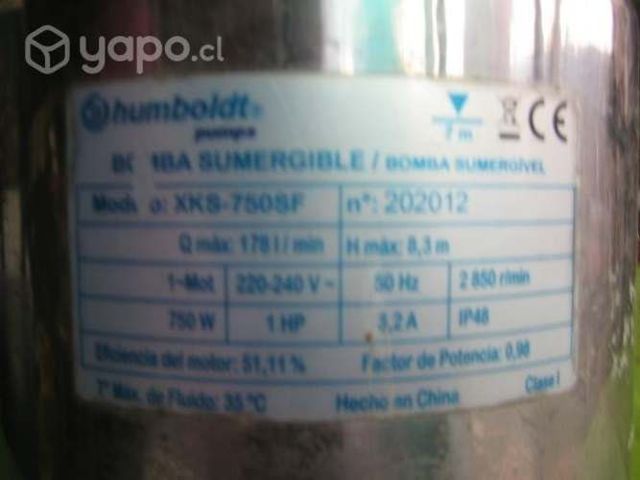 yapo.cl
humboldt®
pumps
7 m
CE
BOMBA SUMERGIBLE / BOMBA SUMERGÍVEL
Modelo: XKS-750SF nº: 202012
Q máx: 178 l / min H máx: 8,3 m
1~Mot 220-240 V ~ 50 Hz 2 850 r/min
750 W 1 HP 3,2 A IP48
Eficiencia del motor: 51,11 % Factor de Potencia: 0,98
Tº Máx. de Fluido: 35 ºC Hecho en China Clase I